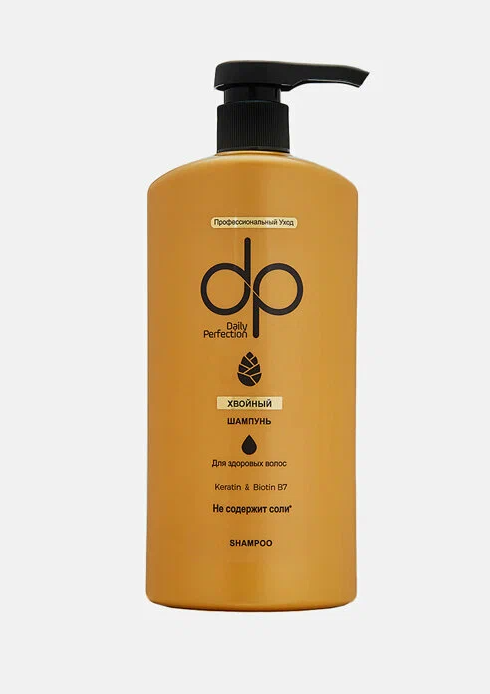 Профессиональный Уход
dp
Daily
Perfection
ХВОЙНЫЙ
ШАМПУНЬ
Для здоровых волос
Keratin & Biotin B7
Не содержит соли*
SHAMPOO